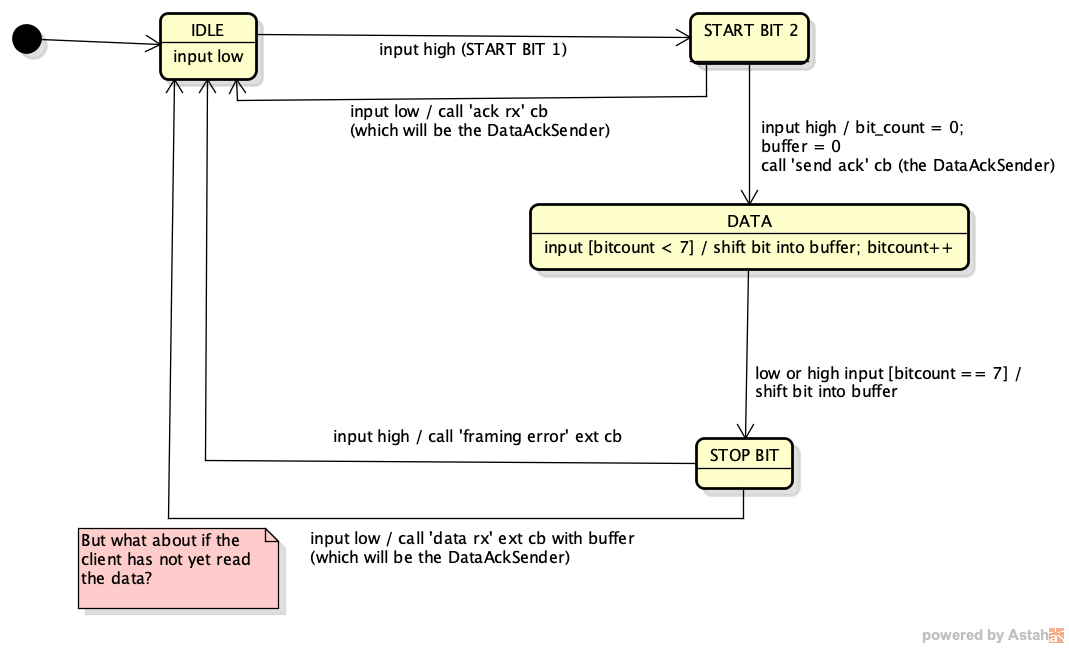 IDLE
input low
input high (START BIT 1)
START BIT 2
input low / call 'ack rx' cb
(which will be the DataAckSender)
input high / bit_count = 0;
buffer = 0
call 'send ack' cb (the DataAckSender)
DATA
input [bitcount < 7] / shift bit into buffer; bitcount++
low or high input [bitcount == 7] /
shift bit into buffer
input high / call 'framing error' ext cb
STOP BIT
But what about if the
client has not yet read
the data?
input low / call 'data rx' ext cb with buffer
(which will be the DataAckSender)
powered by Astah